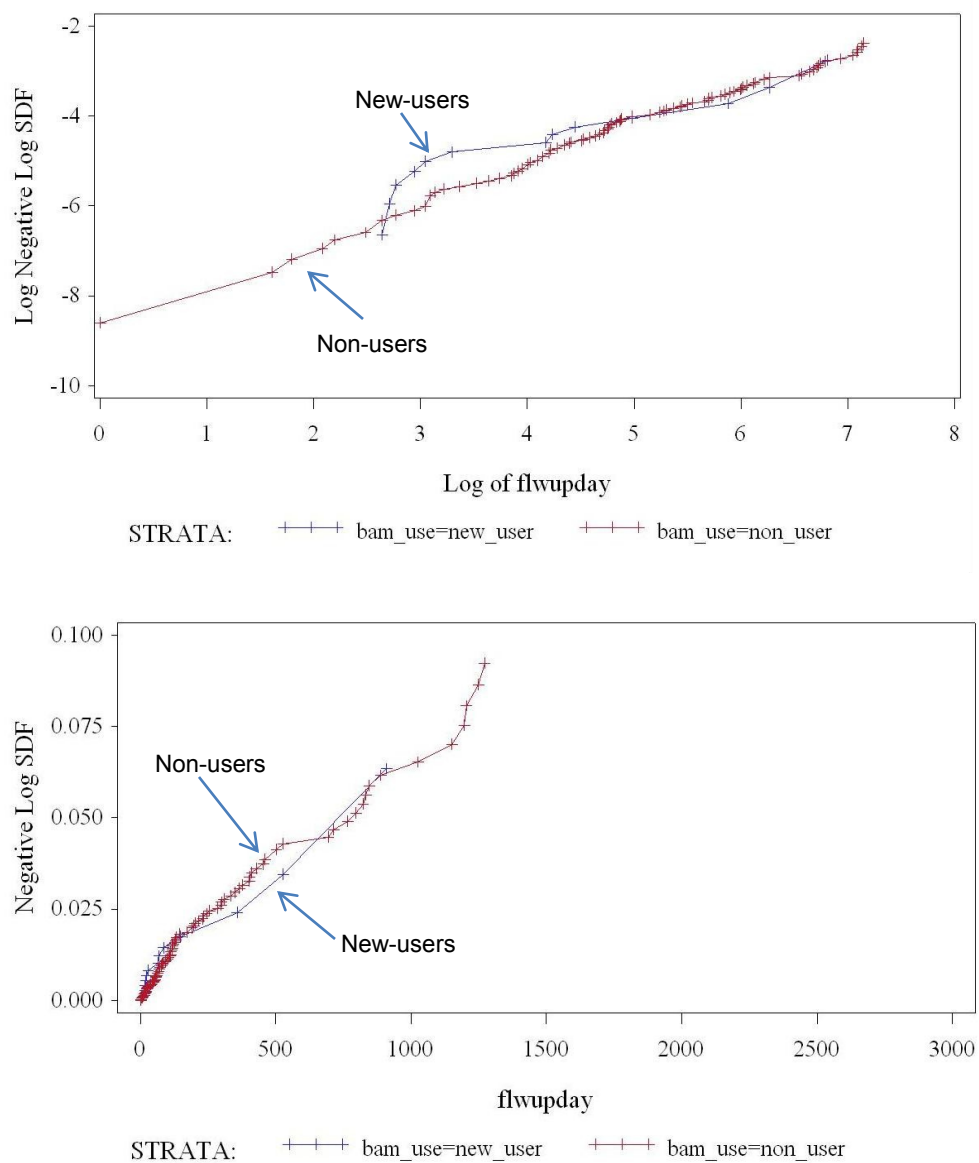 -2
-4
-6
-8
-10
Log Negative Log SDF
New-users
Non-users
0 1 2 3 4 5 6 7 8
Log of flwupday
STRATA: bam_use=new_user bam_use=non_user
0.100
0.075
0.050
0.025
0.000
Negative Log SDF
Non-users
New-users
0 500 1000 1500 2000 2500 3000
flwupday
STRATA: bam_use=new_user bam_use=non_user